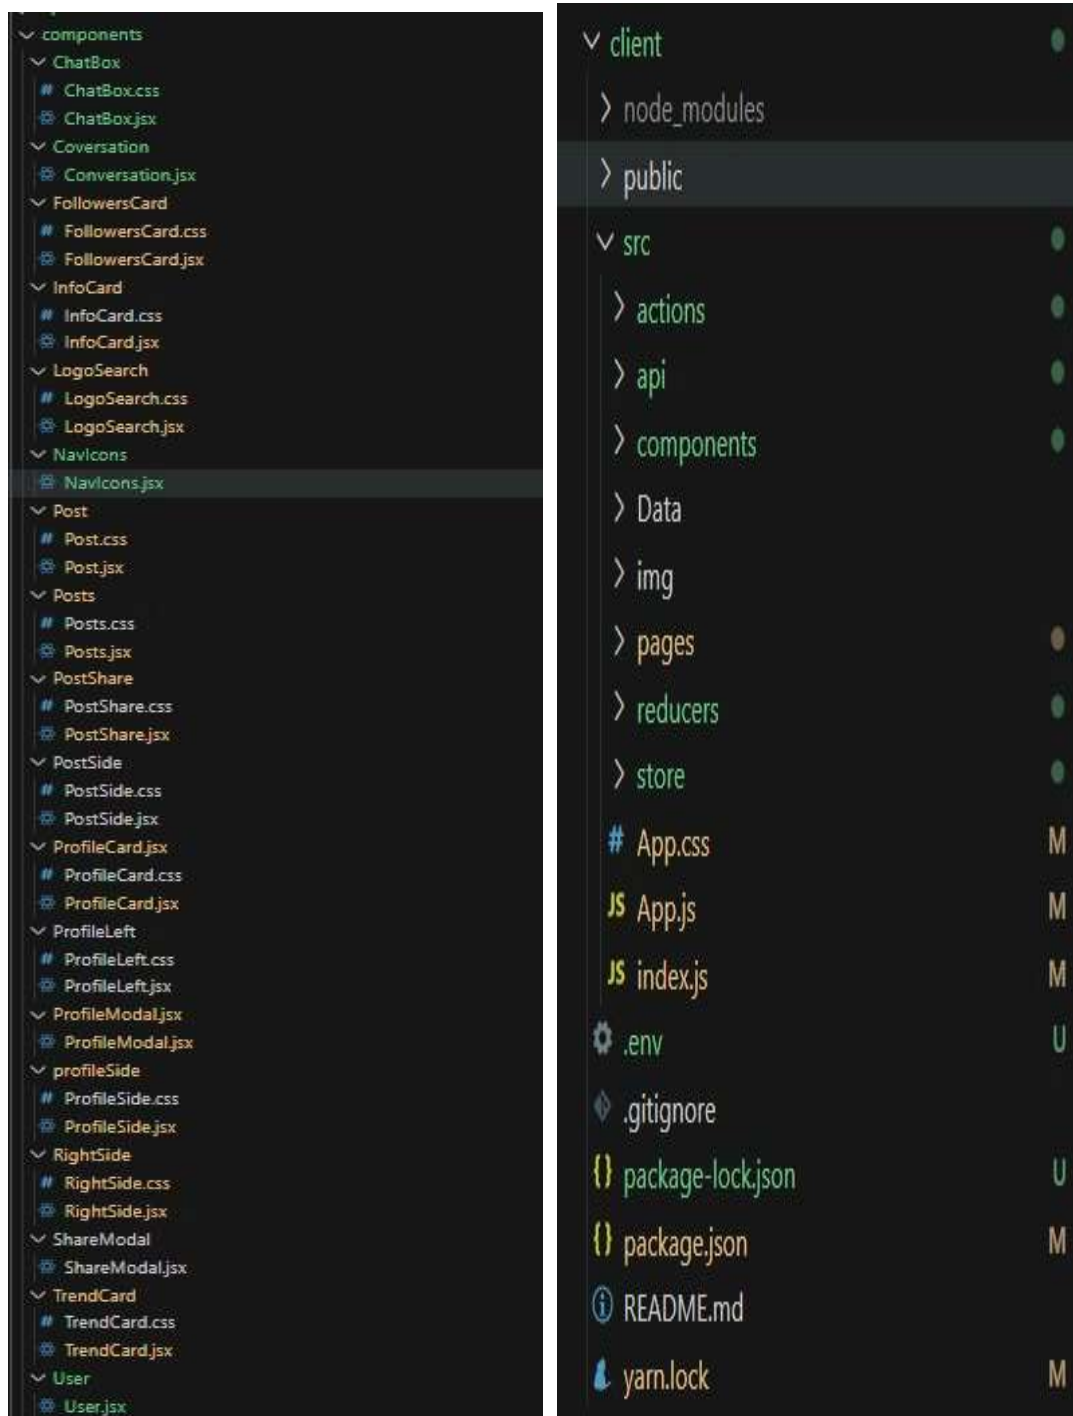 components
ChatBox
# ChatBox.css
ChatBox.jsx
Coversation
Conversation.jsx
FollowersCard
# FollowersCard.css
FollowersCard.jsx
InfoCard
# InfoCard.css
InfoCard.jsx
LogoSearch
# LogoSearch.css
LogoSearch.jsx
NavIcons
NavIcons.jsx
Post
# Post.css
Post.jsx
Posts
# Posts.css
Posts.jsx
PostShare
# PostShare.css
PostShare.jsx
PostSide
# PostSide.css
PostSide.jsx
ProfileCard.jsx
# ProfileCard.css
ProfileCard.jsx
ProfileLeft
# ProfileLeft.css
ProfileLeft.jsx
ProfileModal.jsx
ProfileModal.jsx
profileSide
# ProfileSide.css
ProfileSide.jsx
RightSide
# RightSide.css
RightSide.jsx
ShareModal
ShareModal.jsx
TrendCard
# TrendCard.css
TrendCard.jsx
User
User.jsx
client
node_modules
public
src
actions
api
components
Data
img
pages
reducers
store
# App.css M
JS App.js M
JS index.js M
.env U
.gitignore
{} package-lock.json U
{} package.json M
README.md
yarn.lock M